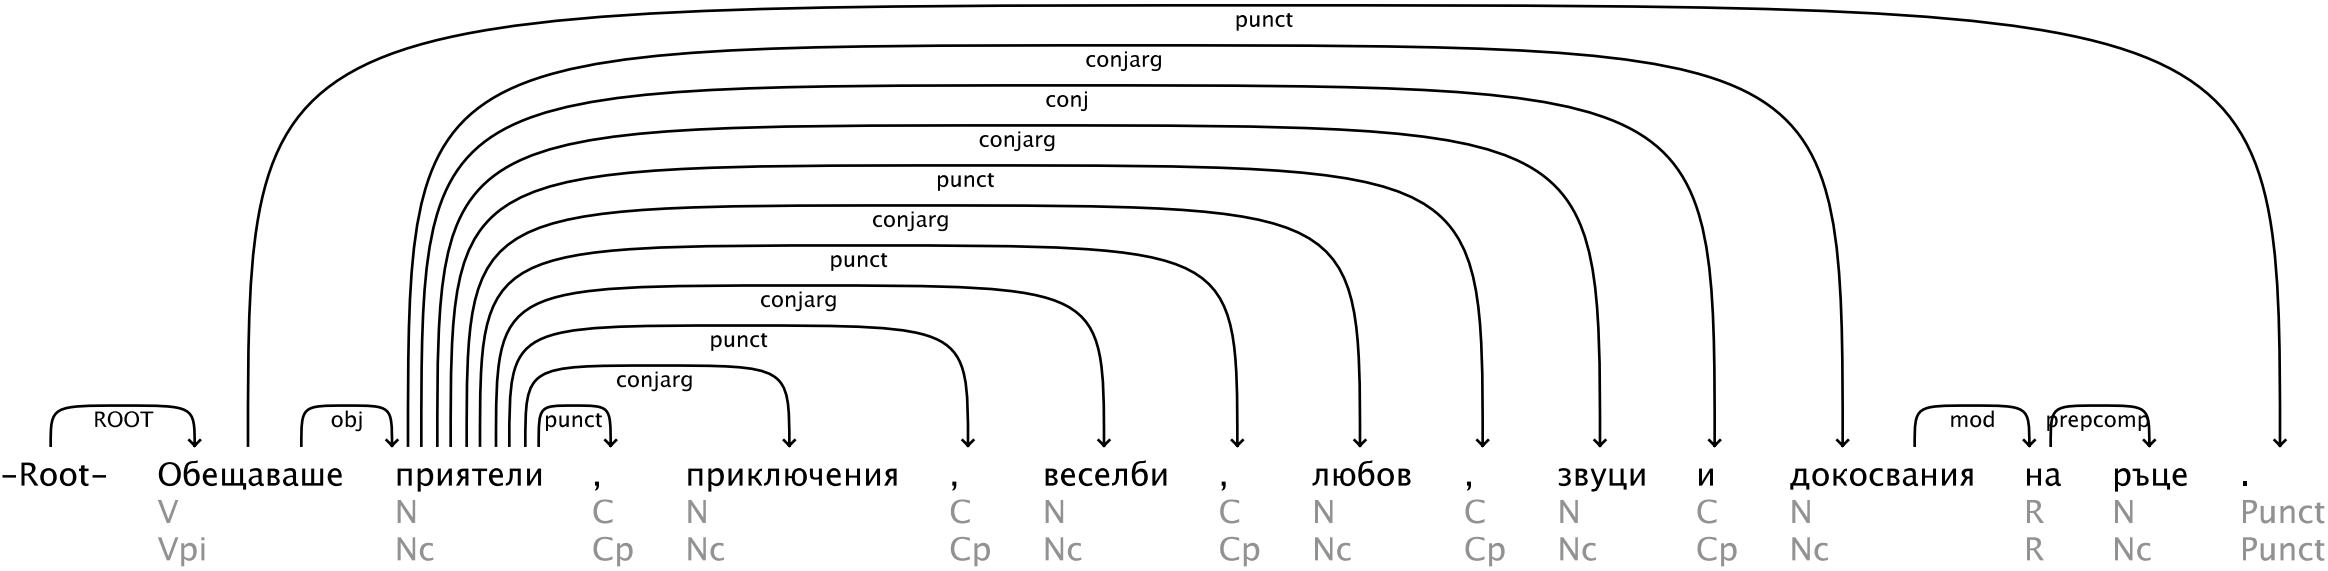 punct
conjarg
conj
conjarg
punct
conjarg
punct
conjarg
punct
conjarg
ROOT obj punct mod prepcomp
–Root– Обещаваше приятели , приключения , веселби , любов , звуци и докосвания на ръце .
V N C N C N C N C N C N R N Punct
Vpi Nc Cp Nc Cp Nc Cp Nc Cp Nc Cp Nc R Nc Punct